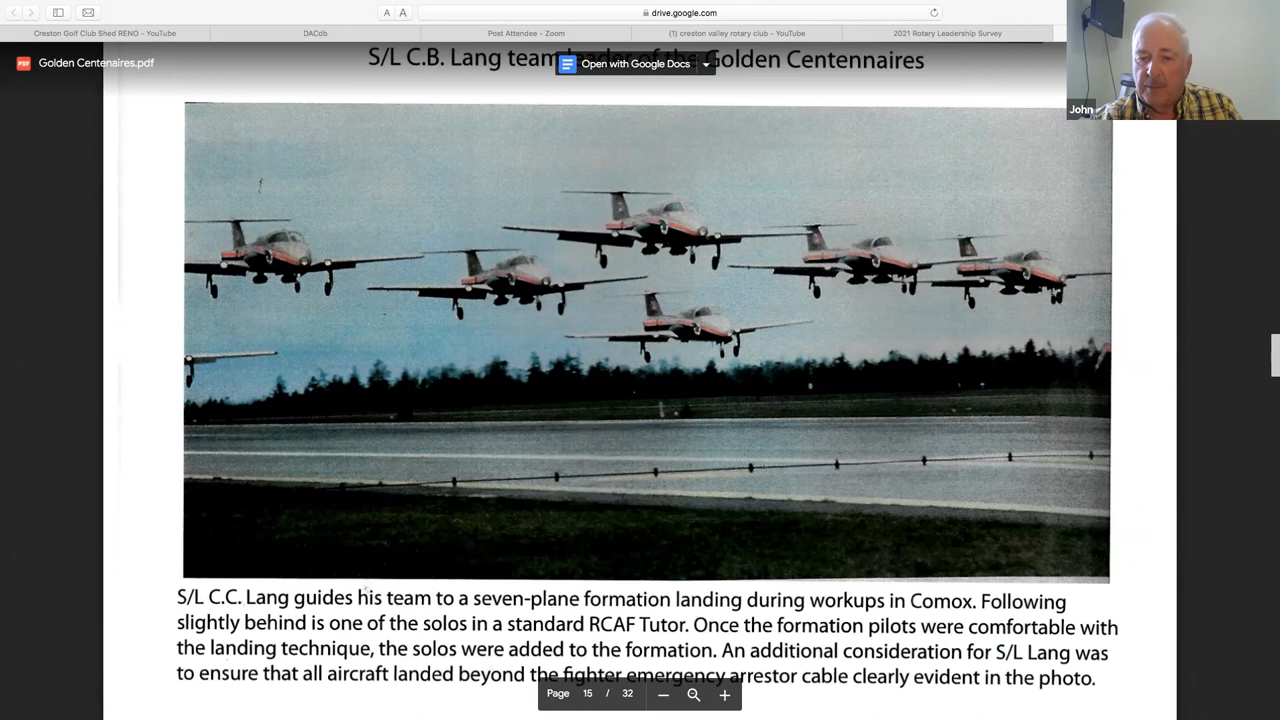 drive.google.com
Creston Golf Club Shed RENO - YouTube
DACdb
Post Attendee - Zoom
(1) creston valley rotary club - YouTube
2021 Rotary Leadership Survey
Golden Centenaires.pdf
Open with Google Docs
S/L C.B. Lang team leader of the Golden Centennaires
John
S/L C.C. Lang guides his team to a seven-plane formation landing during workups in Comox. Following
slightly behind is one of the solos in a standard RCAF Tutor. Once the formation pilots were comfortable with
the landing technique, the solos were added to the formation. An additional consideration for S/L Lang was
to ensure that all aircraft landed beyond the fighter emergency arrestor cable clearly evident in the photo.
Page 15 / 32